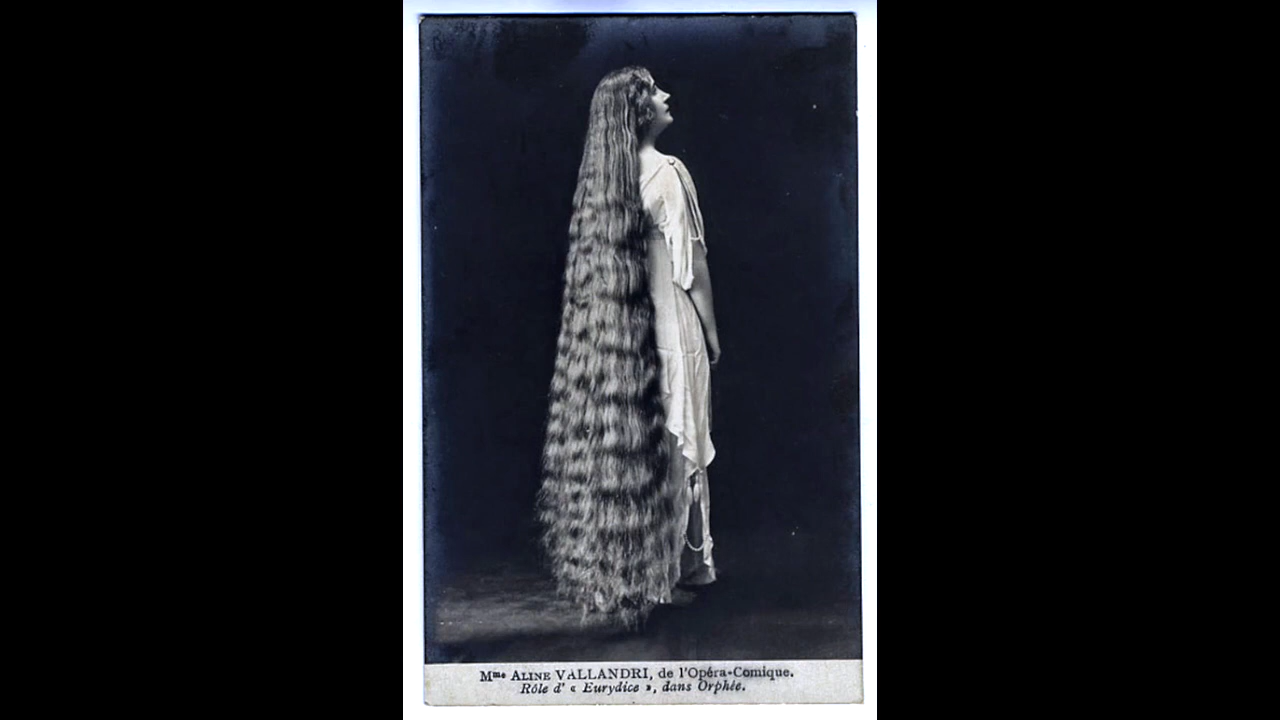 Mme ALINE VALLANDRI, de l'Opéra-Comique.
Rôle d' « Eurydice », dans Orphée.